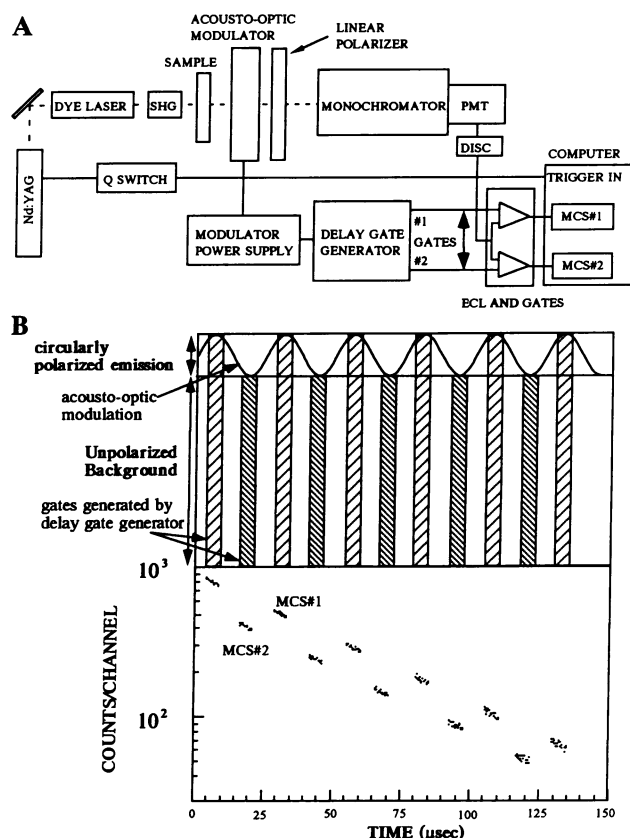 A
ACOUSTO-OPTIC
MODULATOR
LINEAR
POLARIZER
SAMPLE
DYE LASER
SHG
MONOCHROMATOR
PMT
DISC
COMPUTER
TRIGGER IN
Nd:YAG
Q SWITCH
MODULATOR
POWER SUPPLY
DELAY GATE
GENERATOR
#1
GATES
#2
MCS#1
MCS#2
ECL AND GATES
B
circularly
polarized emission
acousto-optic
modulation
Unpolarized
Background
gates generated by
delay gate generator
10³
10²
COUNTS/CHANNEL
MCS#1
MCS#2
0 25 50 75 100 125 150
TIME (µsec)